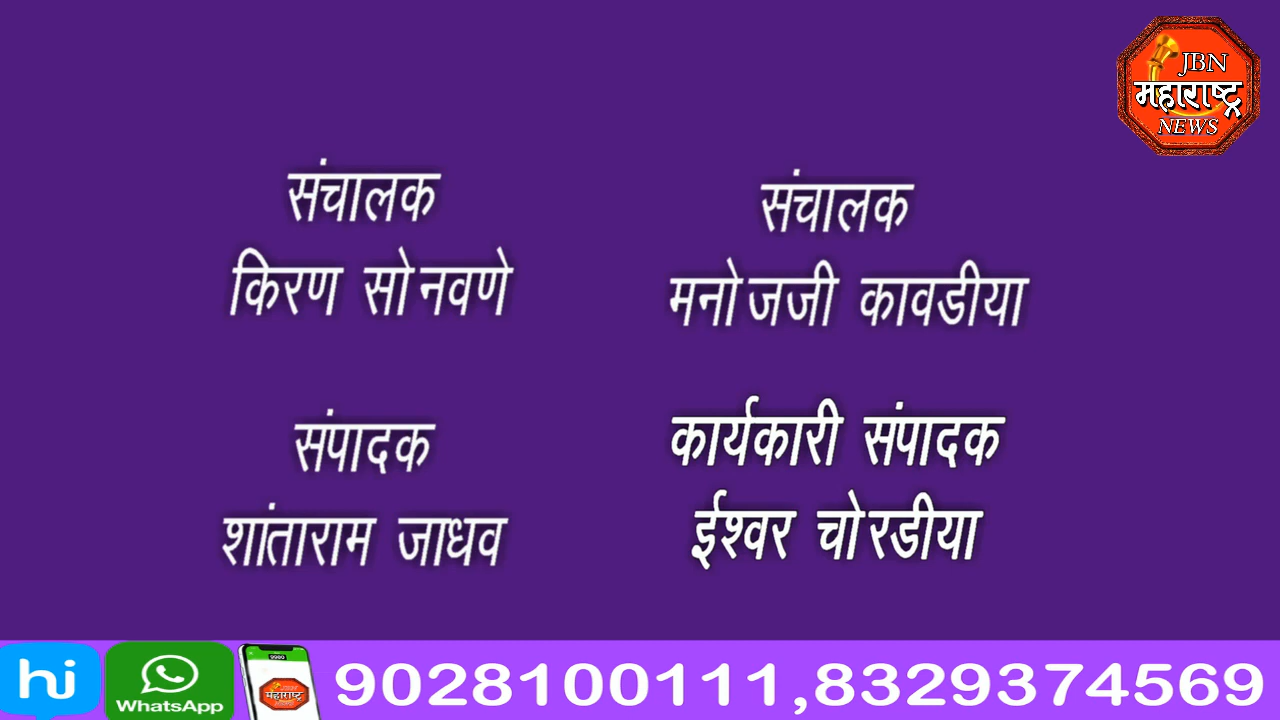 JBN
महाराष्ट्र
NEWS
संचालक
किरण सोनवणे
संचालक
मनोजजी कावडीया
संपादक
शांताराम जाधव
कार्यकारी संपादक
ईश्वर चोरडीया
hi
WhatsApp
महाराष्ट्र
9028100111,8329374569